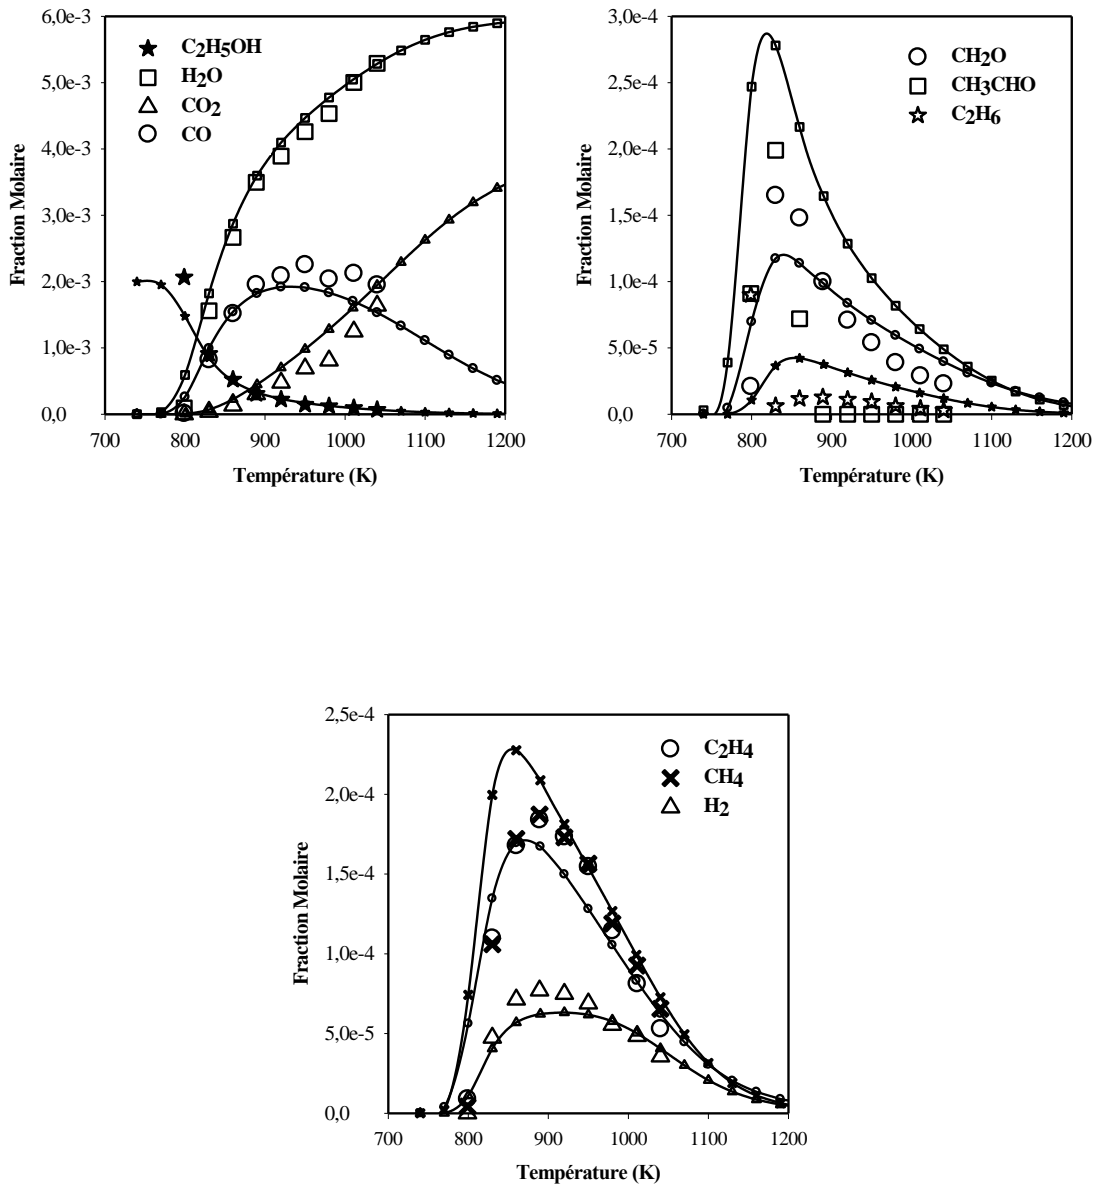 6,0e-3
5,0e-3
4,0e-3
3,0e-3
2,0e-3
1,0e-3
0,0
Fraction Molaire
C2H5OH
H2O
CO2
CO
700 800 900 1000 1100 1200
Température (K)
3,0e-4
2,5e-4
2,0e-4
1,5e-4
1,0e-4
5,0e-5
0,0
Fraction Molaire
CH2O
CH3CHO
C2H6
700 800 900 1000 1100 1200
Température (K)
2,5e-4
2,0e-4
1,5e-4
1,0e-4
5,0e-5
0,0
Fraction Molaire
C2H4
CH4
H2
700 800 900 1000 1100 1200
Température (K)